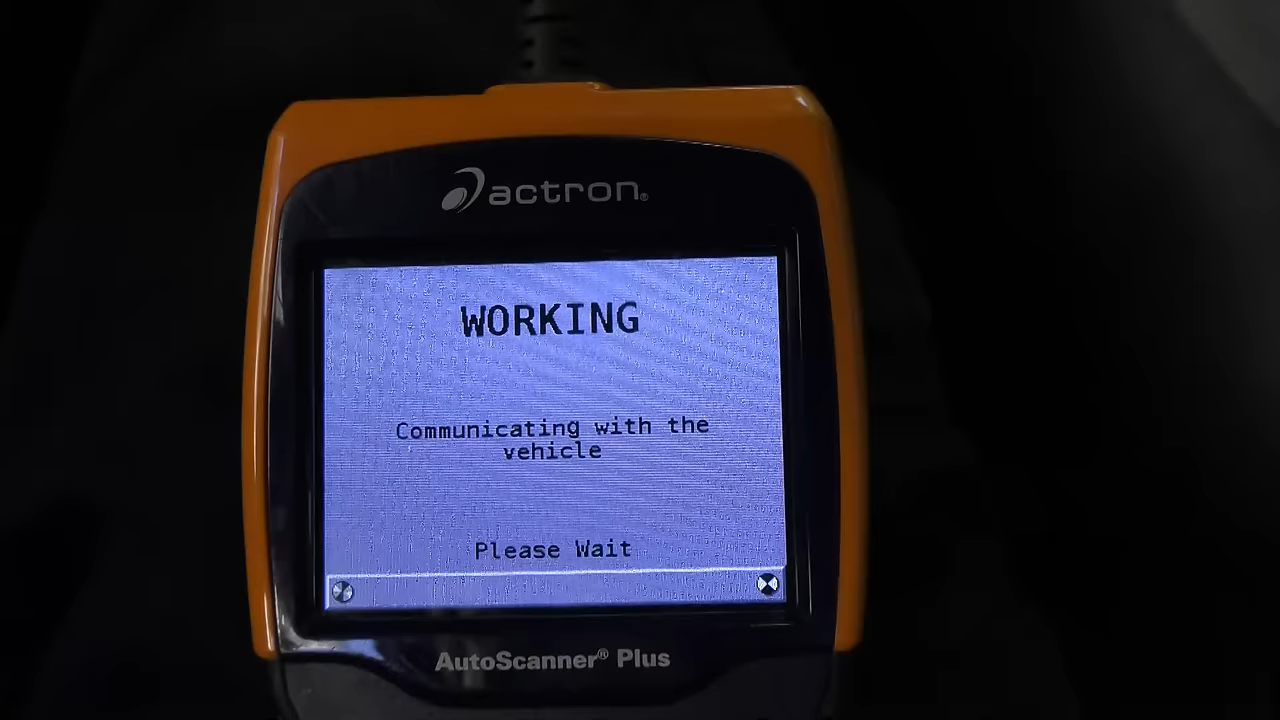 actron®
WORKING
Communicating with the
vehicle
Please Wait
AutoScanner® Plus